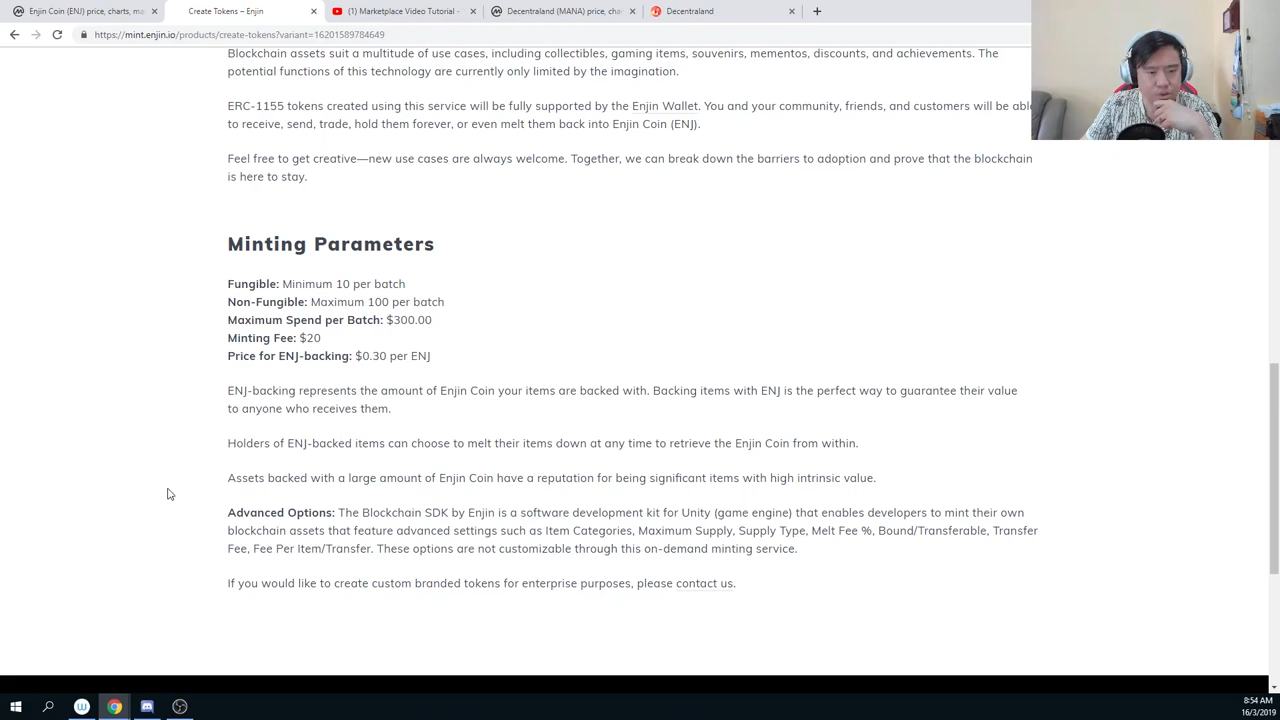 Enjin Coin (ENJ) price, charts, ma
Create Tokens – Enjin
(1) Marketplace Video Tutorial -
Decentraland (MANA) price, cha
Decentraland
https://mint.enjin.io/products/create-tokens?variant=16201589784649
Blockchain assets suit a multitude of use cases, including collectibles, gaming items, souvenirs, mementos, discounts, and achievements. The
potential functions of this technology are currently only limited by the imagination.
ERC-1155 tokens created using this service will be fully supported by the Enjin Wallet. You and your community, friends, and customers will be able
to receive, send, trade, hold them forever, or even melt them back into Enjin Coin (ENJ).
Feel free to get creative—new use cases are always welcome. Together, we can break down the barriers to adoption and prove that the blockchain
is here to stay.
Minting Parameters
Fungible: Minimum 10 per batch
Non-Fungible: Maximum 100 per batch
Maximum Spend per Batch: $300.00
Minting Fee: $20
Price for ENJ-backing: $0.30 per ENJ
ENJ-backing represents the amount of Enjin Coin your items are backed with. Backing items with ENJ is the perfect way to guarantee their value
to anyone who receives them.
Holders of ENJ-backed items can choose to melt their items down at any time to retrieve the Enjin Coin from within.
Assets backed with a large amount of Enjin Coin have a reputation for being significant items with high intrinsic value.
Advanced Options: The Blockchain SDK by Enjin is a software development kit for Unity (game engine) that enables developers to mint their own
blockchain assets that feature advanced settings such as Item Categories, Maximum Supply, Supply Type, Melt Fee %, Bound/Transferable, Transfer
Fee, Fee Per Item/Transfer. These options are not customizable through this on-demand minting service.
If you would like to create custom branded tokens for enterprise purposes, please contact us.
8:54 AM
16/3/2019